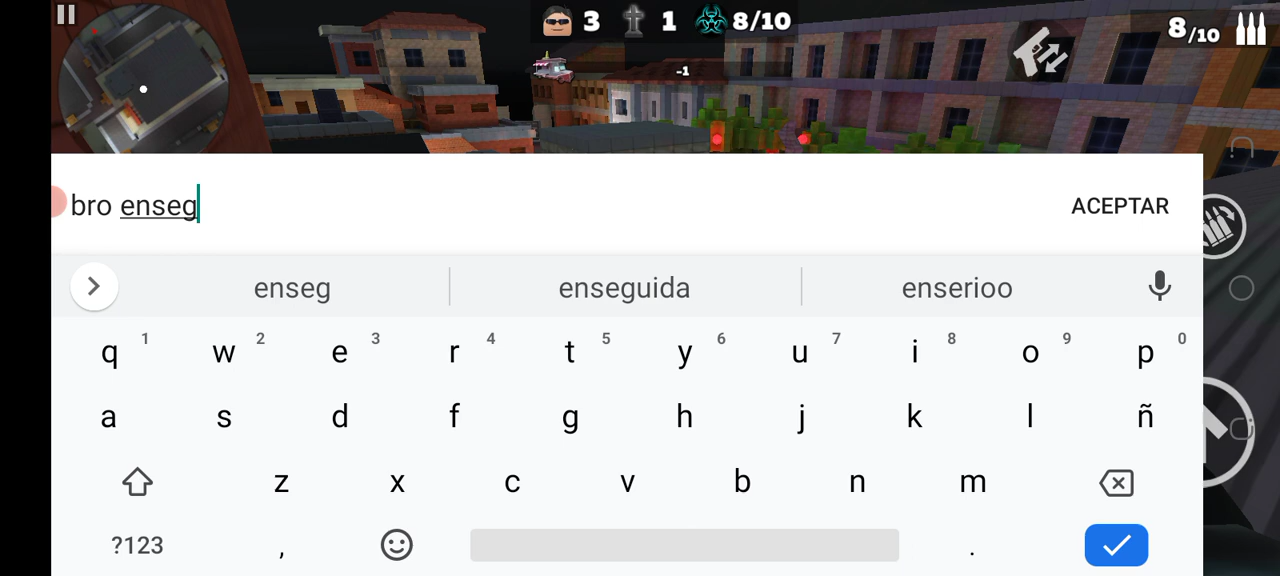 3 1 8/10
8/10
-1
bro enseg
ACEPTAR
enseg enseguida enserioo
q 1 w 2 e 3 r 4 t 5 y 6 u 7 i 8 o 9 p 0
a s d f g h j k l ñ
z x c v b n m
?123 , .